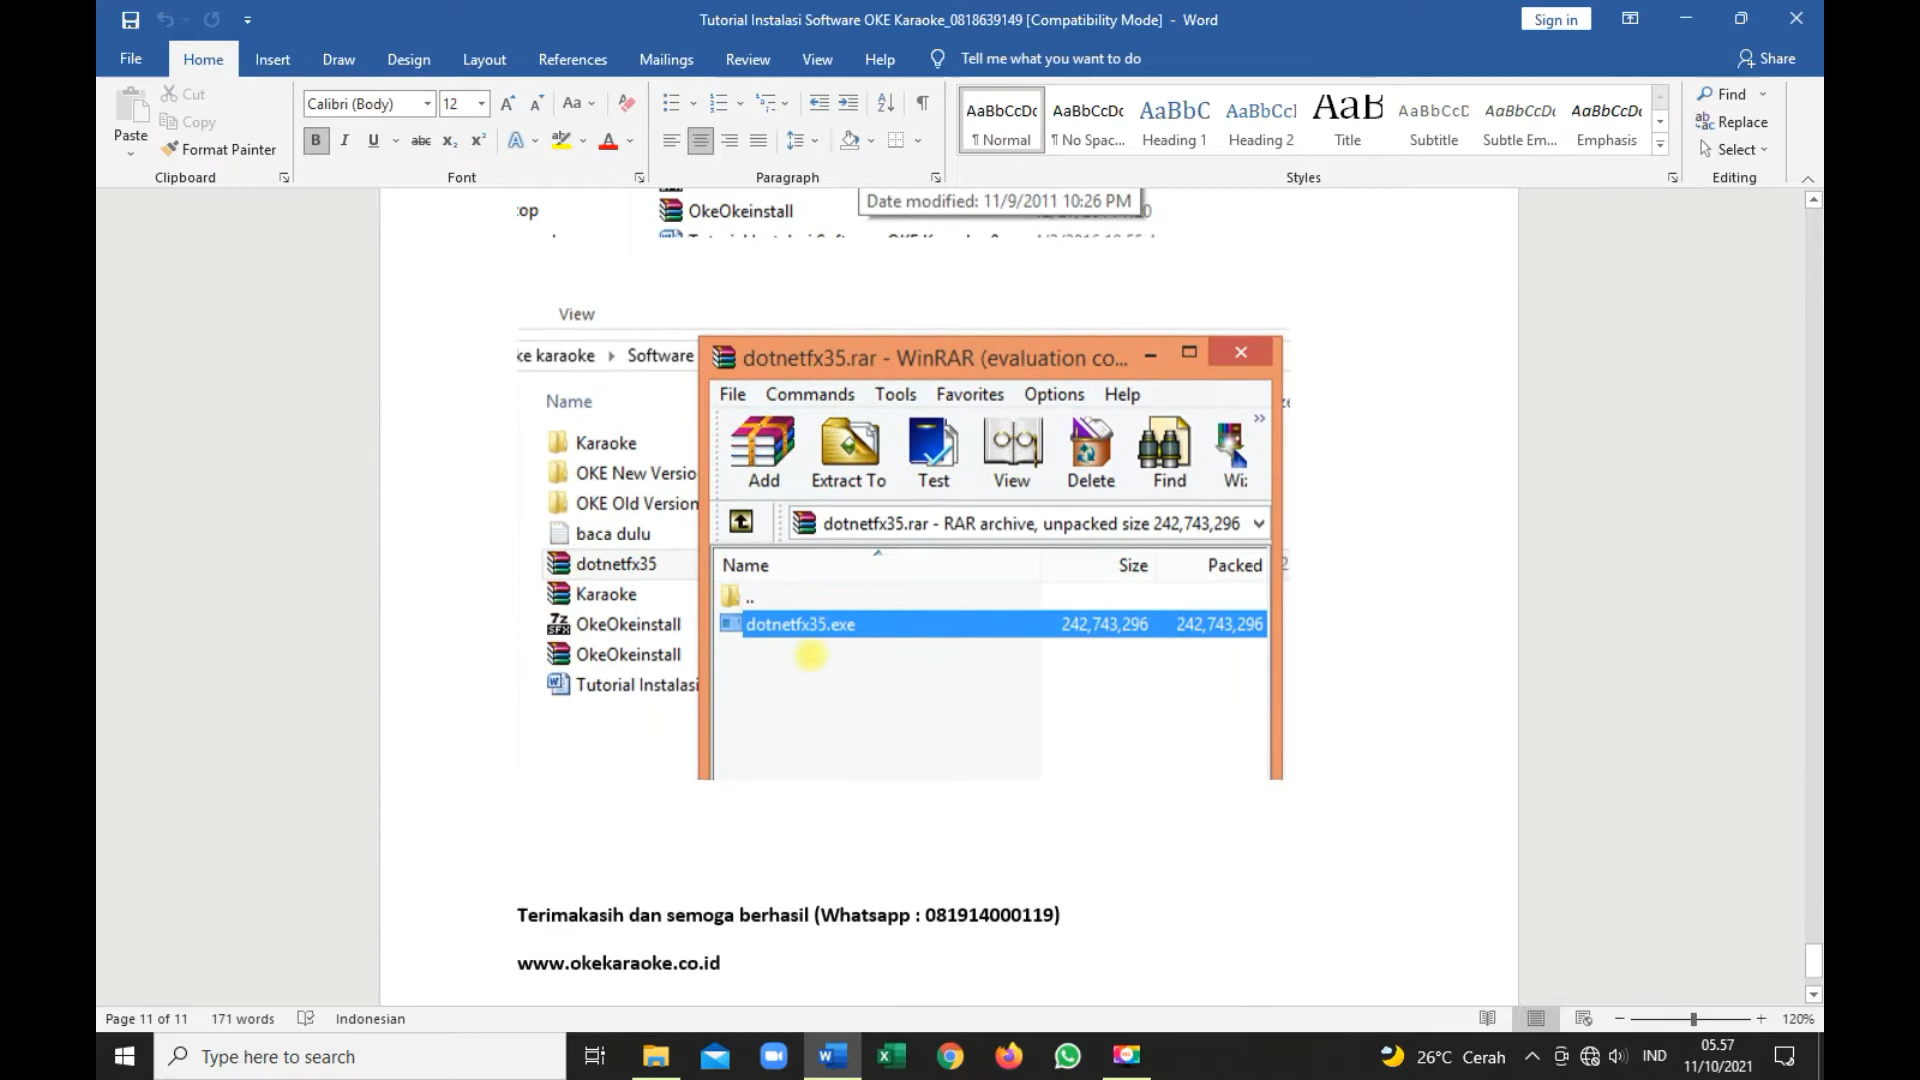 Tutorial Instalasi Software OKE Karaoke_0818639149 [Compatibility Mode] - Word
Sign in
File Home Insert Draw Design Layout References Mailings Review View Help Tell me what you want to do Share
Paste
Cut
Copy
Format Painter
Clipboard
Calibri (Body) 12
Font
Paragraph
AaBbCcDc AaBbCcDc AaBbC AaBbCcl AaB AaBbCcD AaBbCcDc AaBbCcDc
¶ Normal ¶ No Spac... Heading 1 Heading 2 Title Subtitle Subtle Em... Emphasis
Styles
Find
Replace
Select
Editing
Date modified: 11/9/2011 10:26 PM
OkeOkeinstall
View
ke karaoke Software
Name
Karaoke
OKE New Versio
OKE Old Version
baca dulu
dotnetfx35
Karaoke
OkeOkeinstall
OkeOkeinstall
Tutorial Instalasi
dotnetfx35.rar - WinRAR (evaluation co...
File Commands Tools Favorites Options Help
Add Extract To Test View Delete Find Wi
dotnetfx35.rar - RAR archive, unpacked size 242,743,296
Name Size Packed
..
dotnetfx35.exe 242,743,296 242,743,296
Terimakasih dan semoga berhasil (Whatsapp : 081914000119)
www.okekaraoke.co.id
Page 11 of 11 171 words Indonesian 120%
Type here to search
26°C Cerah
IND
05.57
11/10/2021